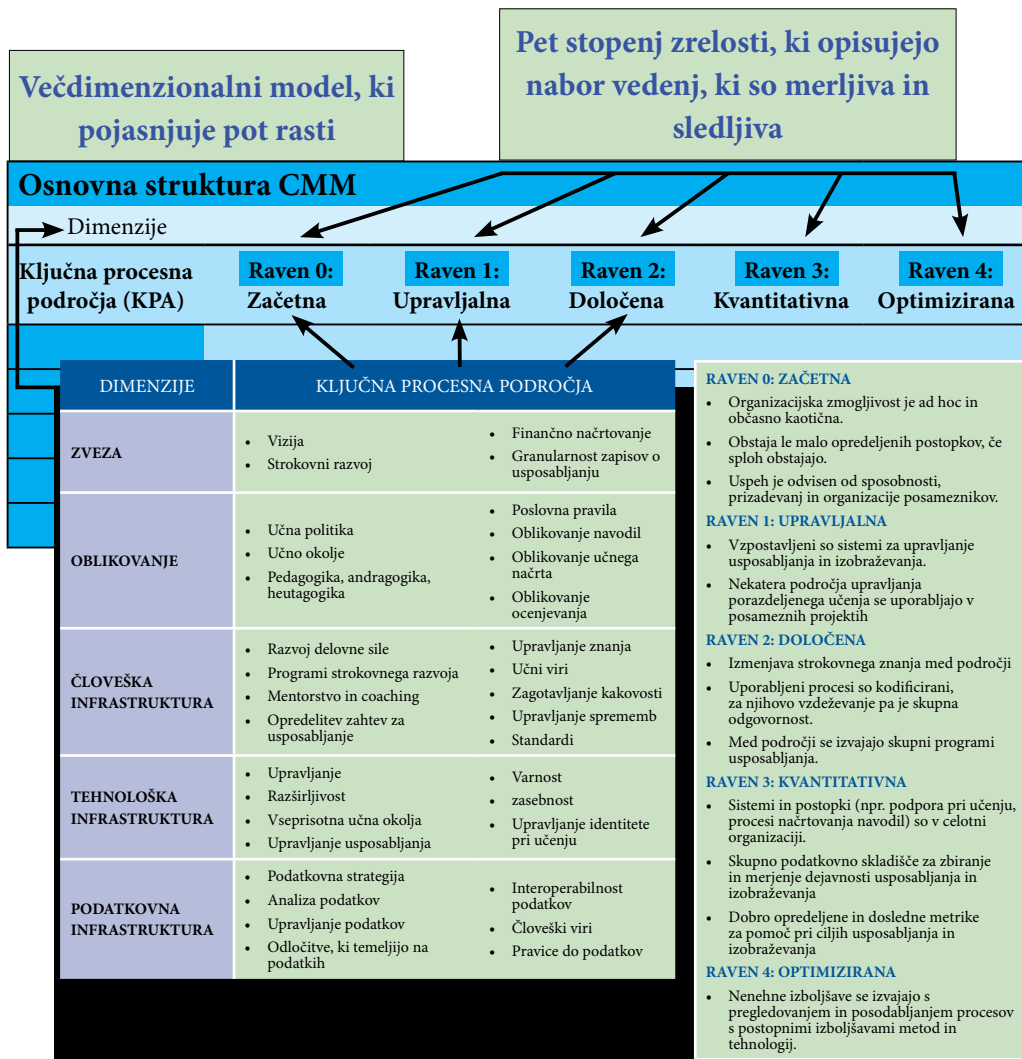 Večdimenzionalni model, ki
pojasnjuje pot rasti
Pet stopenj zrelosti, ki opisujejo
nabor vedenj, ki so merljiva in
sledljiva
Osnovna struktura CMM
Dimenzije
Ključna procesna
področja (KPA)
Raven 0:
Začetna
Raven 1:
Upravljalna
Raven 2:
Določena
Raven 3:
Kvantitativna
Raven 4:
Optimizirana
DIMENZIJE
KLJUČNA PROCESNA PODROČJA
ZVEZA
• Vizija
• Strokovni razvoj
• Finančno načrtovanje
• Granularnost zapisov o
usposabljanju
OBLIKOVANJE
• Učna politika
• Učno okolje
• Pedagogika, andragogika,
heutagogika
• Poslovna pravila
• Oblikovanje navodil
• Oblikovanje učnega
načrta
• Oblikovanje
ocenjevanja
ČLOVEŠKA
INFRASTRUKTURA
• Razvoj delovne sile
• Programi strokovnega razvoja
• Mentorstvo in coaching
• Opredelitev zahtev za
usposabljanje
• Upravljanje znanja
• Učni viri
• Zagotavljanje kakovosti
• Upravljanje sprememb
• Standardi
TEHNOLOŠKA
INFRASTRUKTURA
• Upravljanje
• Razširljivost
• Vseprisotna učna okolja
• Upravljanje usposabljanja
• Varnost
• zasebnost
• Upravljanje identitete
pri učenju
PODATKOVNA
INFRASTRUKTURA
• Podatkovna strategija
• Analiza podatkov
• Upravljanje podatkov
• Odločitve, ki temeljijo na
podatkih
• Interoperabilnost
podatkov
• Človeški viri
• Pravice do podatkov
RAVEN 0: ZAČETNA
• Organizacijska zmogljivost je ad hoc in
občasno kaotična.
• Obstaja le malo opredeljenih postopkov, če
sploh obstajajo.
• Uspeh je odvisen od sposobnosti,
prizadevanj in organizacije posameznikov.
RAVEN 1: UPRAVLJALNA
• Vzpostavljeni so sistemi za upravljanje
usposabljanja in izobraževanja.
• Nekatera področja upravljanja
porazdeljenega učenja se uporabljajo v
posameznih projektih
RAVEN 2: DOLOČENA
• Izmenjava strokovnega znanja med področji
• Uporabljeni procesi so kodificirani,
za njihovo vzdeževanje pa je skupna
odgovornost.
• Med področji se izvajajo skupni programi
usposabljanja.
RAVEN 3: KVANTITATIVNA
• Sistemi in postopki (npr. podpora pri učenju,
procesi načrtovanja navodil) so v celotni
organizaciji.
• Skupno podatkovno skladišče za zbiranje
in merjenje dejavnosti usposabljanja in
izobraževanja
• Dobro opredeljene in dosledne metrike
za pomoč pri ciljih usposabljanja in
izobraževanja
RAVEN 4: OPTIMIZIRANA
• Nenehne izboljšave se izvajajo s
pregledovanjem in posodabljanjem procesov
s postopnimi izboljšavami metod in
tehnologij.